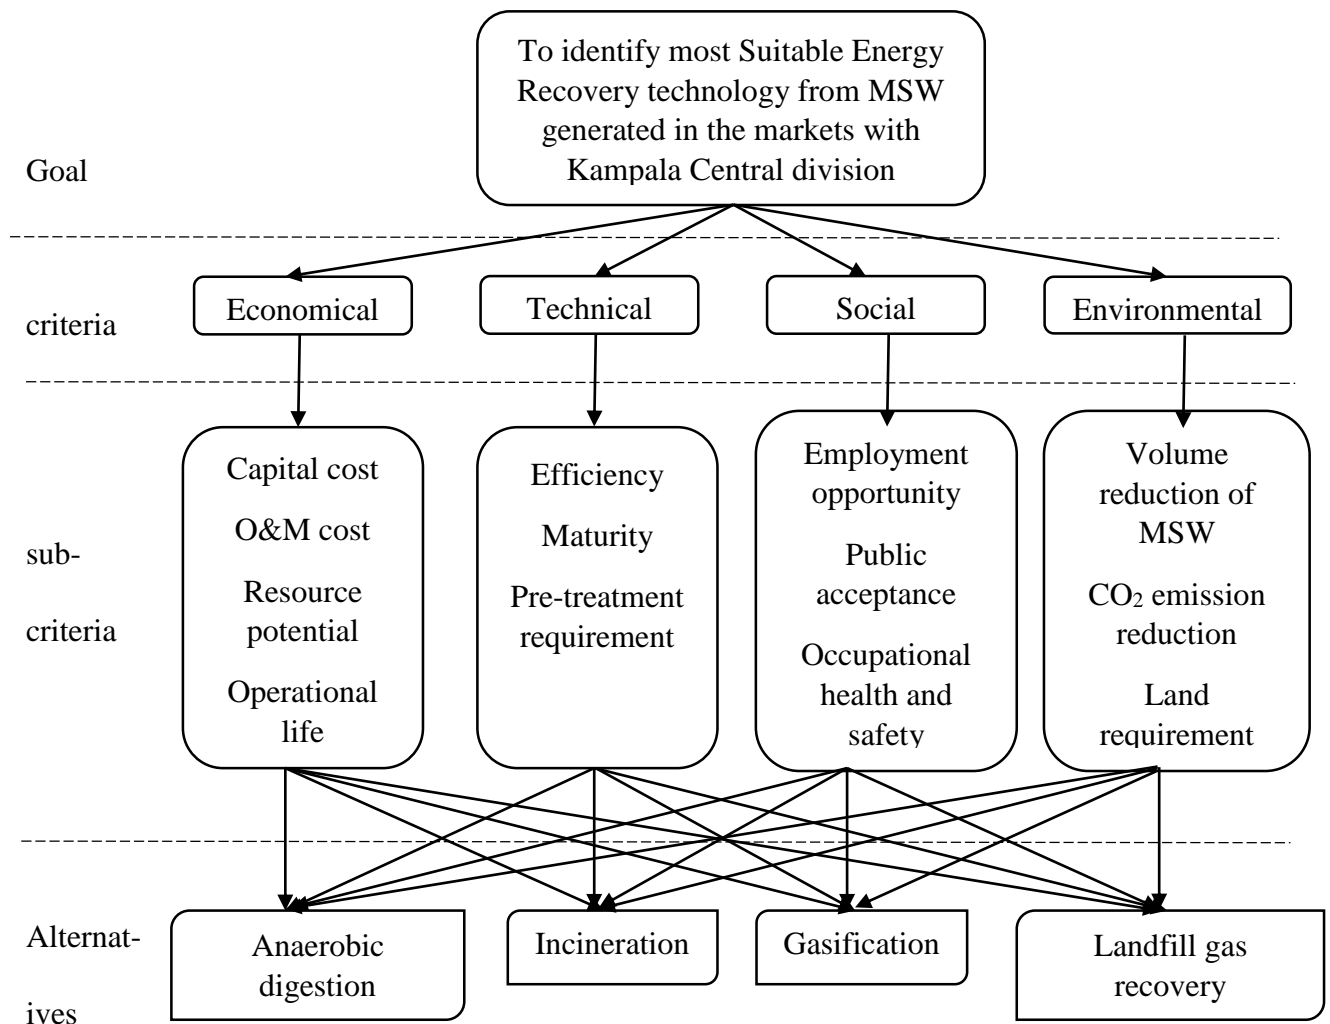 To identify most Suitable Energy
Recovery technology from MSW
generated in the markets with
Kampala Central division
Goal
Economical
Technical
Social
Environmental
criteria
Capital cost
O&M cost
Resource
potential
Operational
life
Efficiency
Maturity
Pre-treatment
requirement
Employment
opportunity
Public
acceptance
Occupational
health and
safety
Volume
reduction of
MSW
CO₂ emission
reduction
Land
requirement
sub-
criteria
Anaerobic
digestion
Incineration
Gasification
Landfill gas
recovery
Alternat-
ives